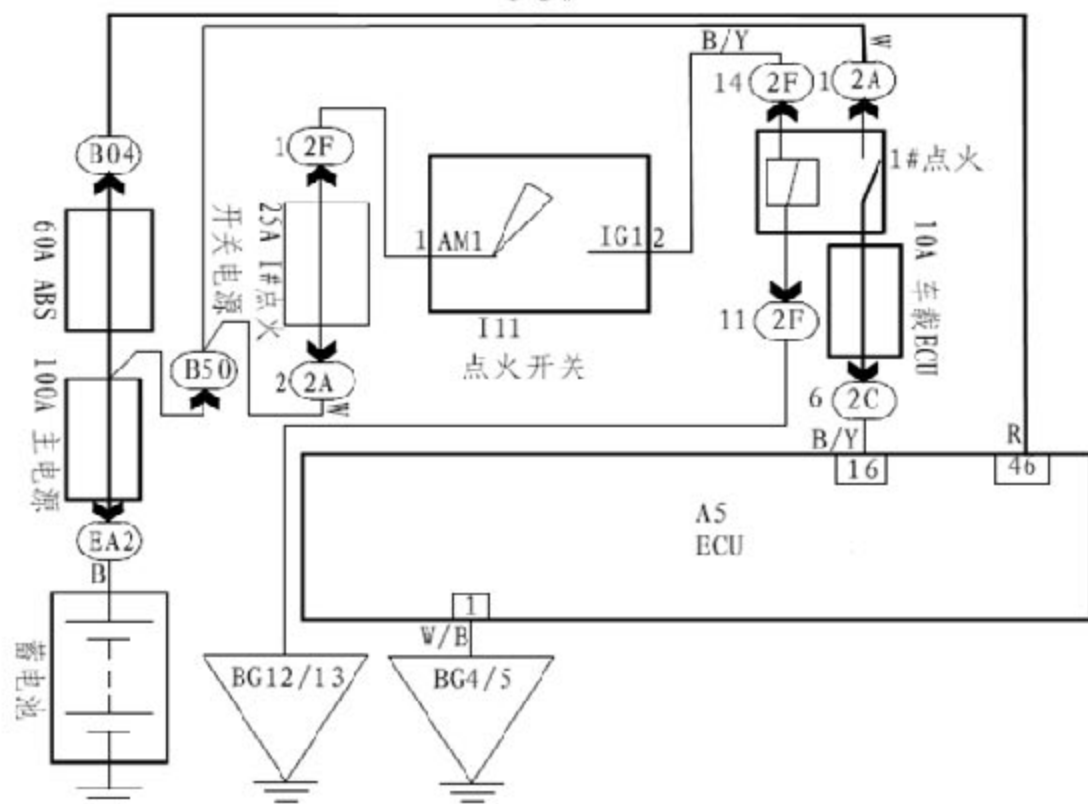 B/Y
W
14 2F
1 2A
B04
1 2F
1#点火
60A ABS
25A I#点火
开关电源
1 AM1
IG1 2
10A 车载ECU
I11
点火开关
11 2F
100A 主电源
B50
2 2A
W
6 2C
B/Y
R
16
46
EA2
B
A5
ECU
1
W/B
蓄电池
BG12/13
BG4/5